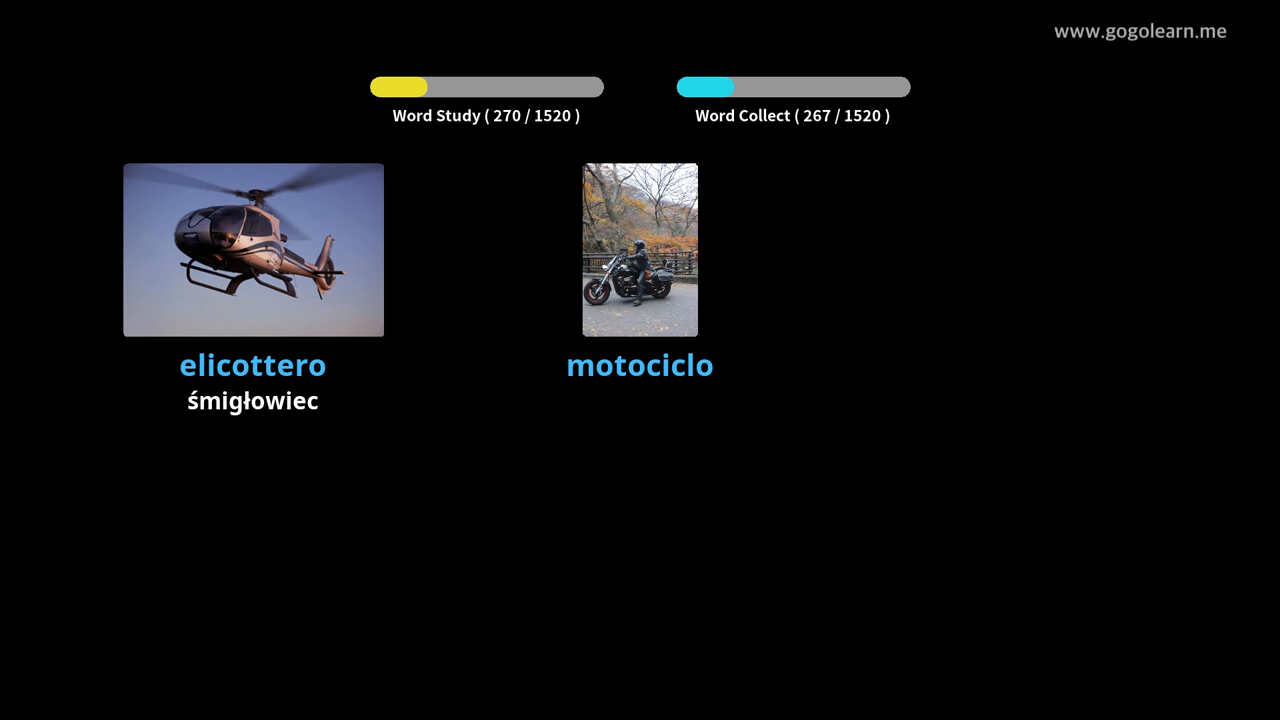 www.gogolearn.me
Word Study ( 270 / 1520 )
Word Collect ( 267 / 1520 )
elicottero
śmigłowiec
motociclo